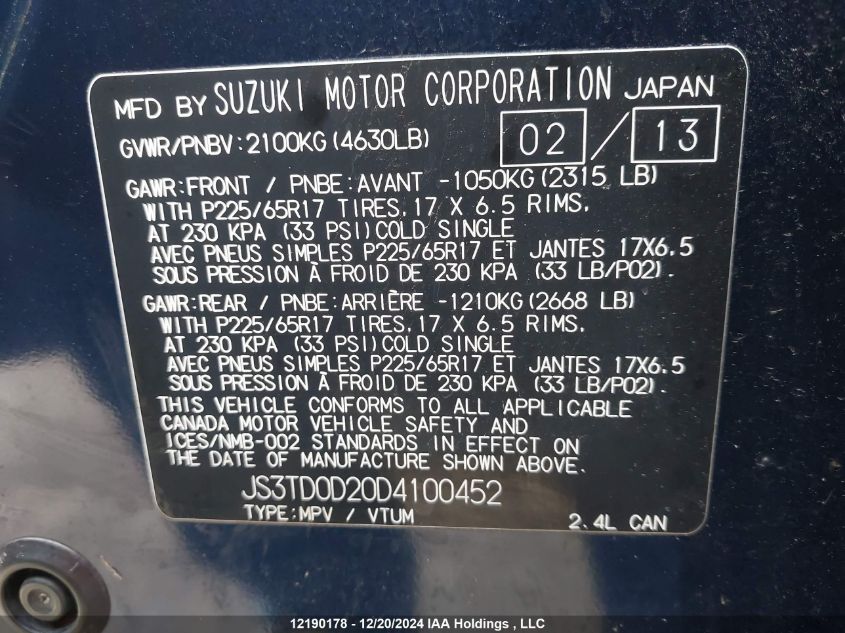 MFD BY SUZUKI MOTOR CORPORATION JAPAN
GVWR/PNBV:2100KG(4630LB) 02 / 13
GAWR:FRONT / PNBE:AVANT -1050KG(2315 LB)
WITH P225/65R17 TIRES,17 X 6.5 RIMS,
AT 230 KPA (33 PSI)COLD SINGLE
AVEC PNEUS SIMPLES P225/65R17 ET JANTES 17X6.5
SOUS PRESSION À FROID DE 230 KPA (33 LB/PO2).
GAWR:REAR / PNBE:ARRIÈRE -1210KG(2668 LB)
WITH P225/65R17 TIRES,17 X 6.5 RIMS,
AT 230 KPA (33 PSI)COLD SINGLE
AVEC PNEUS SIMPLES P225/65R17 ET JANTES 17X6.5
SOUS PRESSION À FROID DE 230 KPA (33 LB/PO2).
THIS VEHICLE CONFORMS TO ALL APPLICABLE
CANADA MOTOR VEHICLE SAFETY AND
ICES/NMB-002 STANDARDS IN EFFECT ON
THE DATE OF MANUFACTURE SHOWN ABOVE.
JS3TD0D20D4100452
TYPE:MPV / VTUM 2.4L CAN
12190178 - 12/20/2024 IAA Holdings , LLC